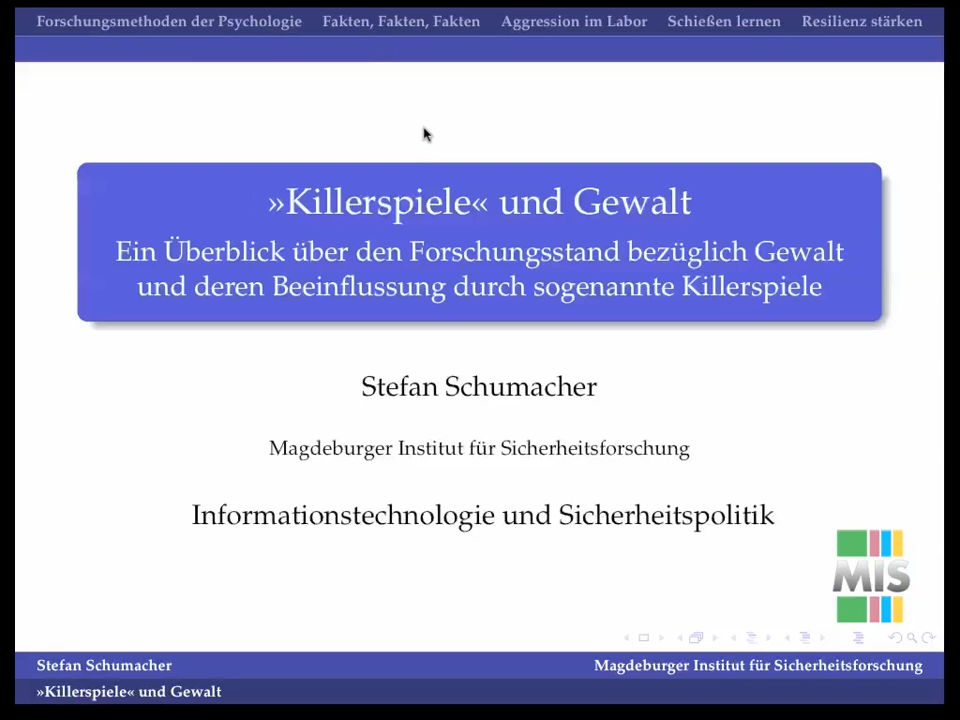 Forschungsmethoden der Psychologie Fakten, Fakten, Fakten Aggression im Labor Schießen lernen Resilienz stärken
»Killerspiele« und Gewalt
Ein Überblick über den Forschungsstand bezüglich Gewalt
und deren Beeinflussung durch sogenannte Killerspiele
Stefan Schumacher
Magdeburger Institut für Sicherheitsforschung
Informationstechnologie und Sicherheitspolitik
MIS
Stefan Schumacher Magdeburger Institut für Sicherheitsforschung
»Killerspiele« und Gewalt